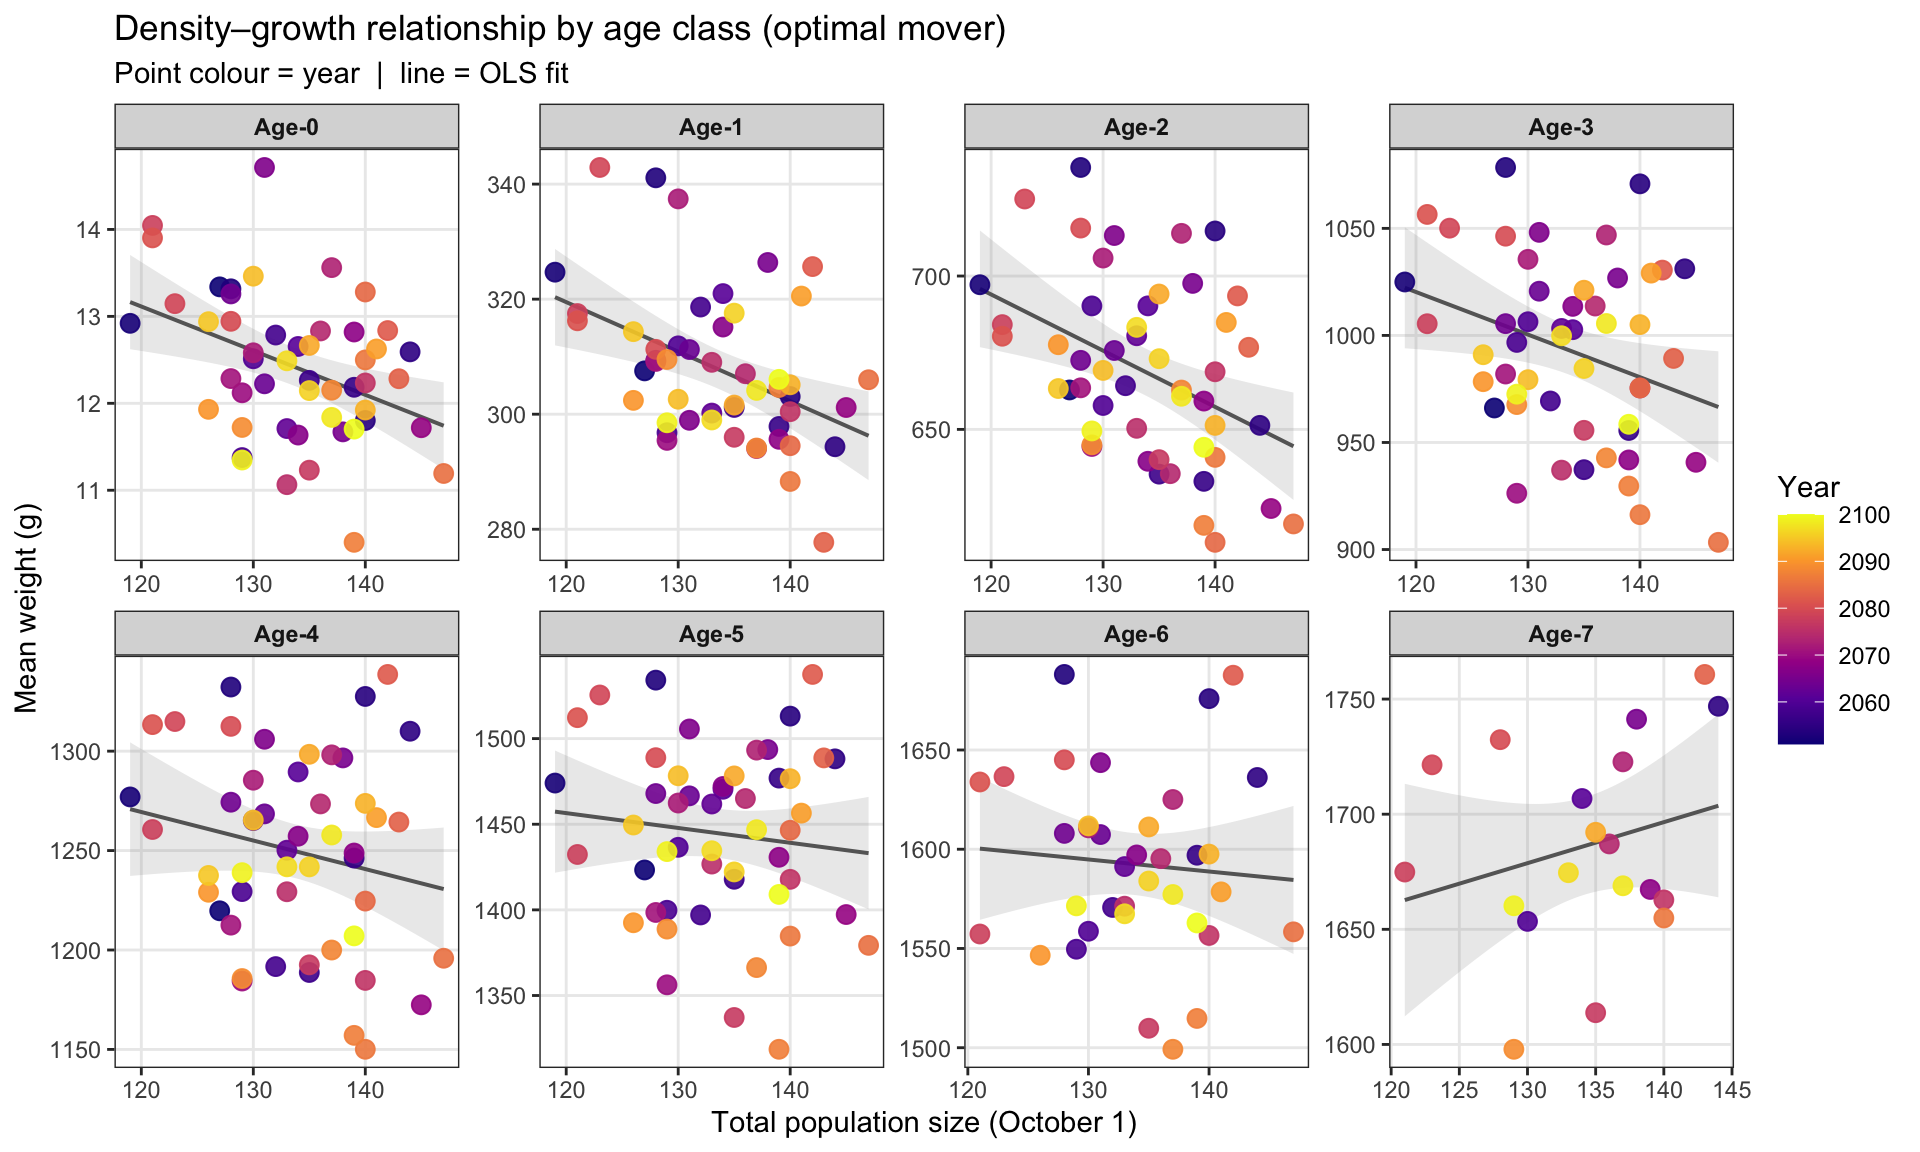 Density–growth relationship by age class (optimal mover)
Point colour = year | line = OLS fit
Age-0
Age-1
Age-2
Age-3
14
13
12
11
340
320
300
280
700
650
1050
1000
950
900
120 130 140
120 130 140
120 130 140
120 130 140
Age-4
Age-5
Age-6
Age-7
1300
1250
1200
1150
1500
1450
1400
1350
1650
1600
1550
1500
1750
1700
1650
1600
120 130 140
120 130 140
120 130 140
120 125 130 135 140 145
Mean weight (g)
Total population size (October 1)
Year
2100
2090
2080
2070
2060